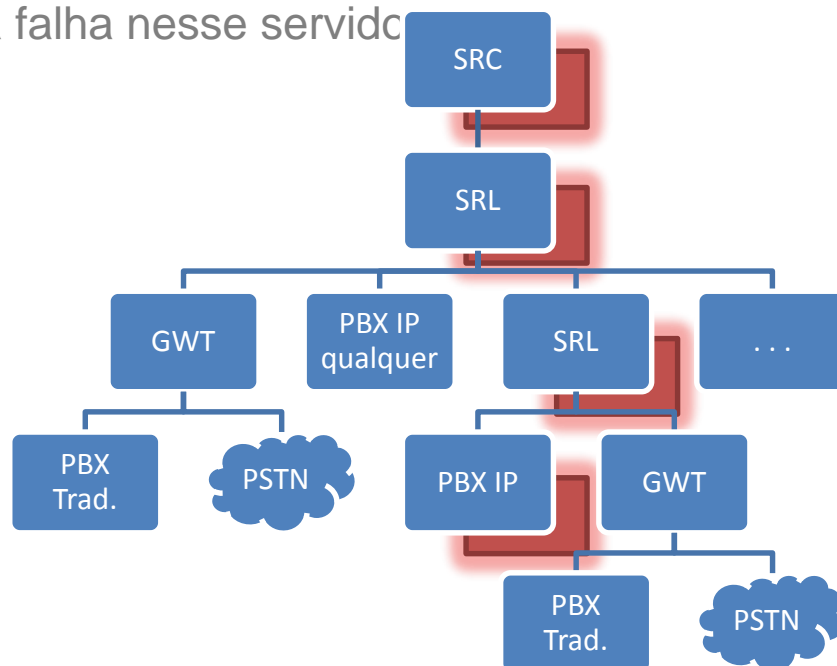 falha nesse servido
SRC
SRL
GWT
PBX IP
qualquer
SRL
. . .
PBX
Trad.
PSTN
PBX IP
GWT
PBX
Trad.
PSTN